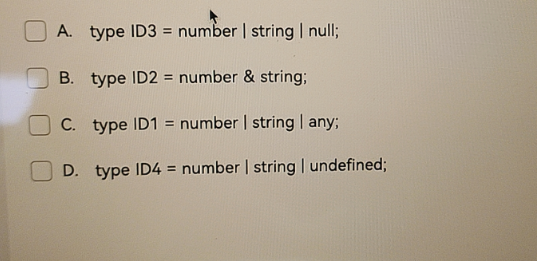 A. type ID3 = number | string | null;
B. type ID2 = number & string;
C. type ID1 = number | string | any;
D. type ID4 = number | string | undefined;